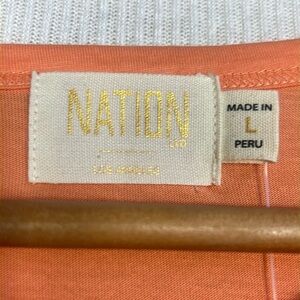 NATION
LTD
LOS ANGELES
MADE IN
L
PERU